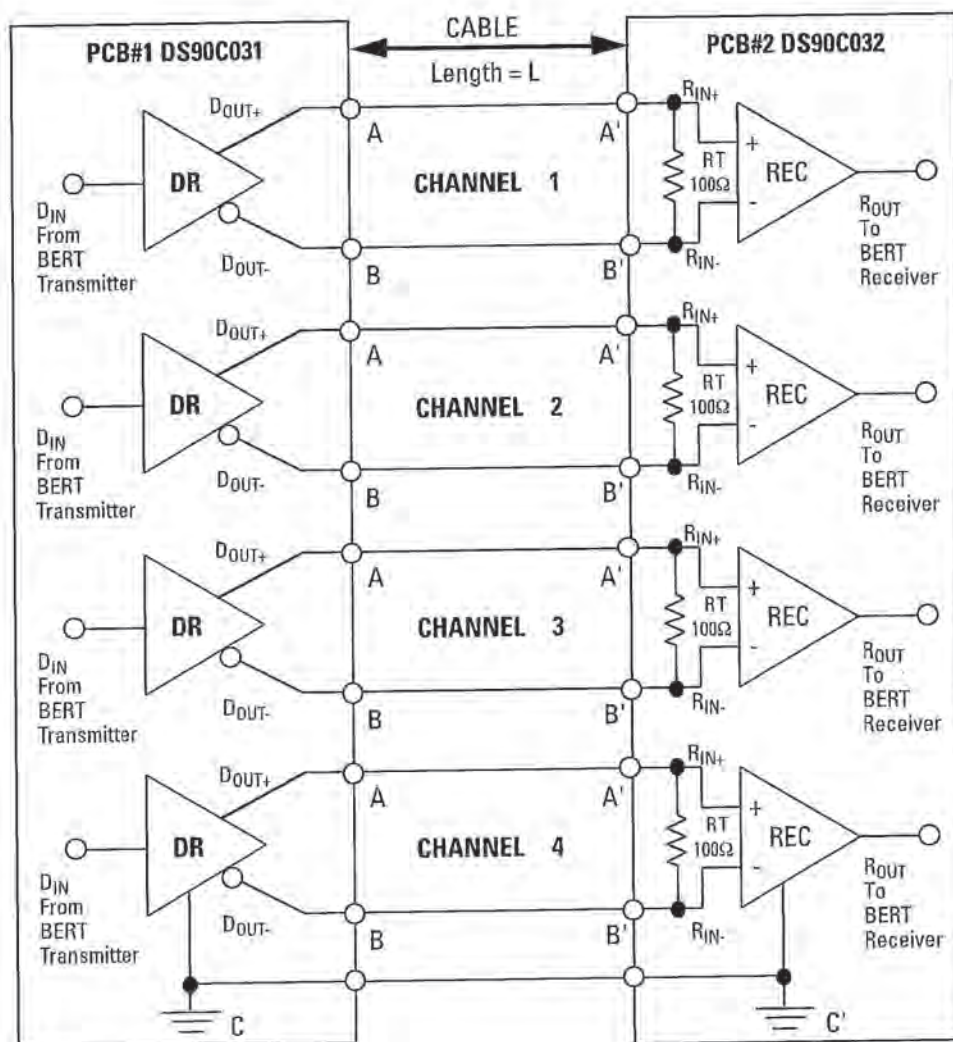 PCB#1 DS90C031
CABLE
Length = L
PCB#2 DS90C032
DOUT+
A
A'
RIN+
DR
CHANNEL 1
RT
100Ω
+
-
REC
DIN
From
BERT
Transmitter
DOUT-
B
B'
RIN-
ROUT
To
BERT
Receiver
DOUT+
A
A'
RIN+
DR
CHANNEL 2
RT
100Ω
+
-
REC
DIN
From
BERT
Transmitter
DOUT-
B
B'
RIN-
ROUT
To
BERT
Receiver
DOUT+
A
A'
RIN+
DR
CHANNEL 3
RT
100Ω
+
-
REC
DIN
From
BERT
Transmitter
DOUT-
B
B'
RIN-
ROUT
To
BERT
Receiver
DOUT+
A
A'
RIN+
DR
CHANNEL 4
RT
100Ω
+
-
REC
DIN
From
BERT
Transmitter
DOUT-
B
B'
RIN-
ROUT
To
BERT
Receiver
C
C'